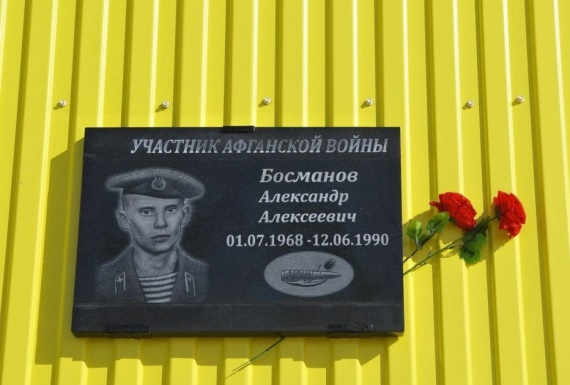 УЧАСТНИК АФГАНСКОЙ ВОЙНЫ
Босманов
Александр
Алексеевич
01.07.1968 -12.06.1990